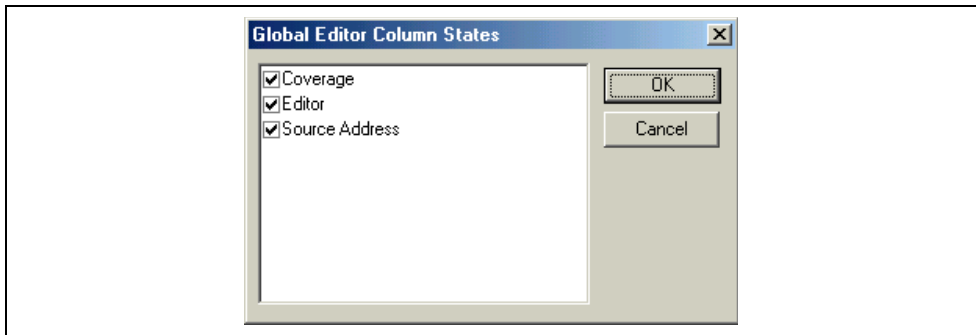 Global Editor Column States
Coverage
Editor
Source Address
OK
Cancel